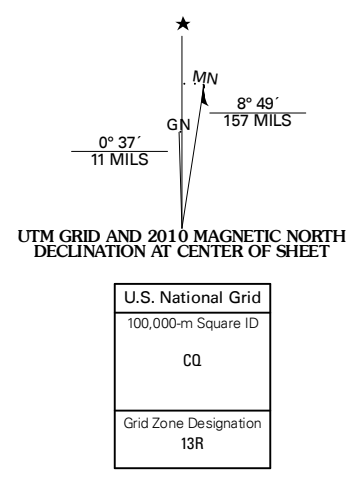 ★
MN
8° 49´
157 MILS
GN
0° 37´
11 MILS
UTM GRID AND 2010 MAGNETIC NORTH
DECLINATION AT CENTER OF SHEET
U.S. National Grid
100,000-m Square ID
CQ
Grid Zone Designation
13R